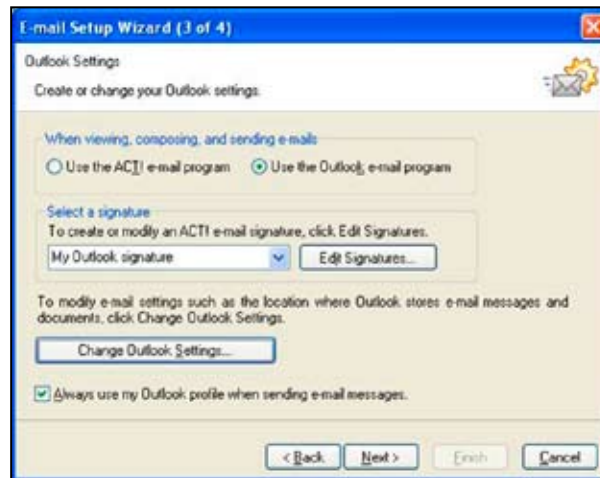 E-mail Setup Wizard (3 of 4)
Outlook Settings
Create or change your Outlook settings.
When viewing, composing, and sending e-mails
Use the ACT! e-mail program Use the Outlook e-mail program
Select a signature
To create or modify an ACT! e-mail signature, click Edit Signatures.
My Outlook signature Edit Signatures...
To modify e-mail settings such as the location where Outlook stores e-mail messages and
documents, click Change Outlook Settings.
Change Outlook Settings...
Always use my Outlook profile when sending e-mail messages.
< Back Next > Finish Cancel